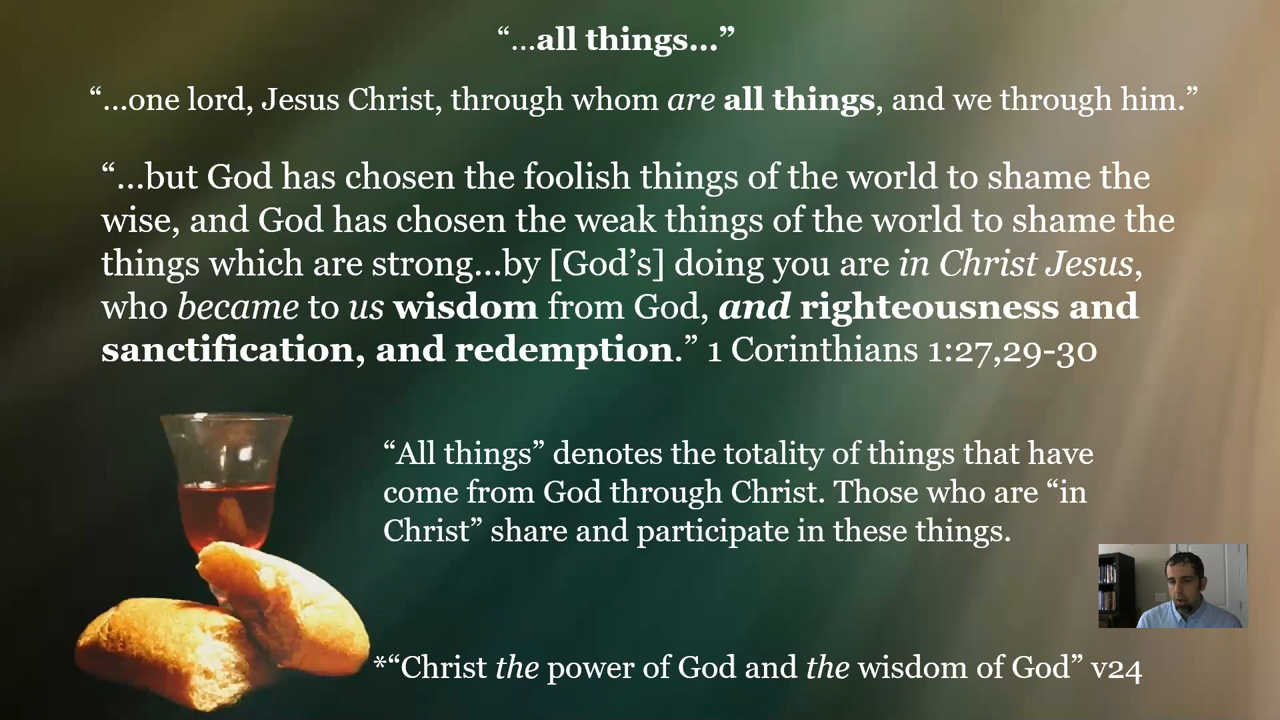 “...all things...”
“...one lord, Jesus Christ, through whom are all things, and we through him.”
“...but God has chosen the foolish things of the world to shame the
wise, and God has chosen the weak things of the world to shame the
things which are strong...by [God’s] doing you are in Christ Jesus,
who became to us wisdom from God, and righteousness and
sanctification, and redemption.” 1 Corinthians 1:27,29-30
“All things” denotes the totality of things that have
come from God through Christ. Those who are “in
Christ” share and participate in these things.
*“Christ the power of God and the wisdom of God” v24